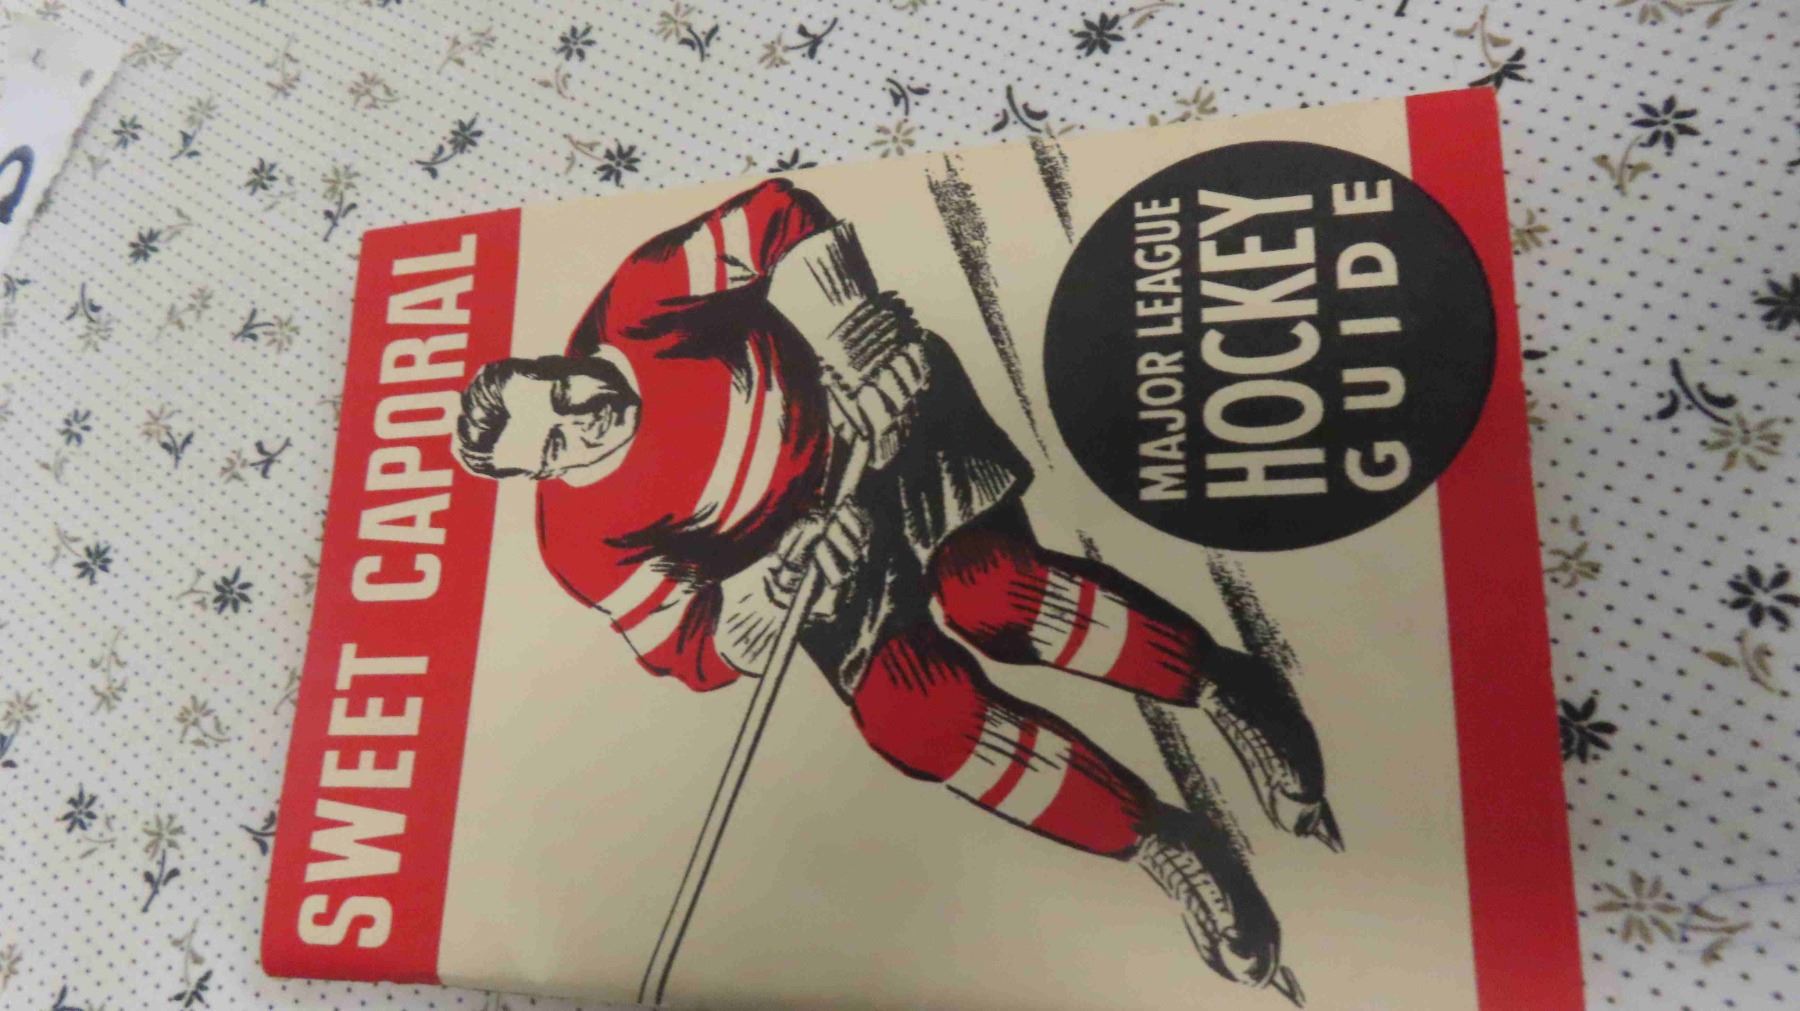 SWEET CAPORAL
MAJOR LEAGUE
HOCKEY
GUIDE